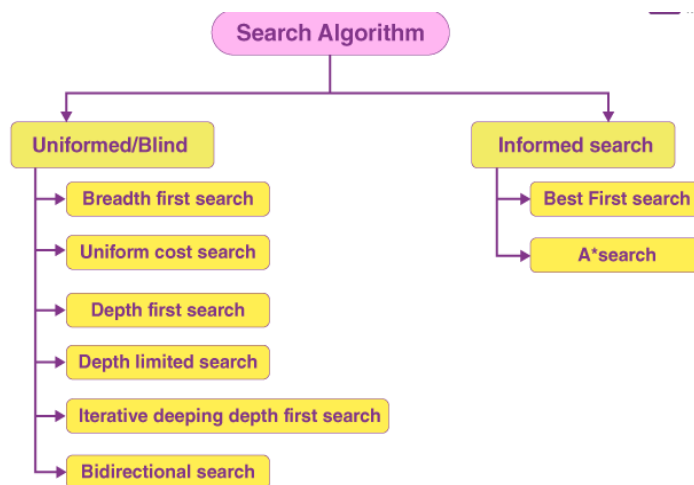 Search Algorithm
Uniformed/Blind
Breadth first search
Uniform cost search
Depth first search
Depth limited search
Iterative deeping depth first search
Bidirectional search
Informed search
Best First search
A*search